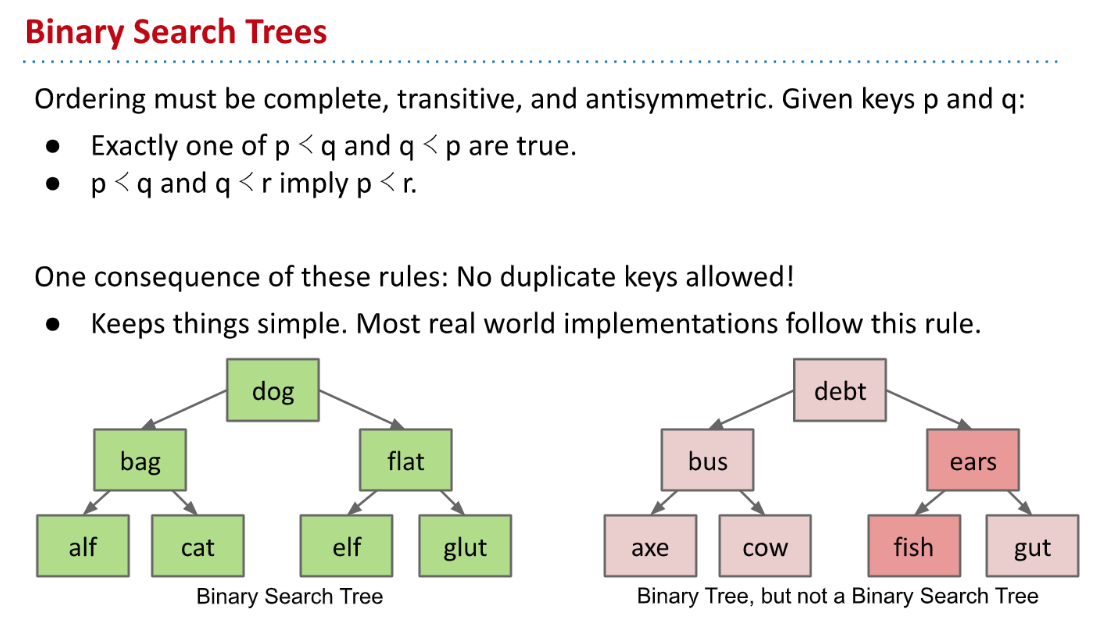 Binary Search Trees
Ordering must be complete, transitive, and antisymmetric. Given keys p and q:
● Exactly one of p ≺ q and q ≺ p are true.
● p ≺ q and q ≺ r imply p ≺ r.
One consequence of these rules: No duplicate keys allowed!
● Keeps things simple. Most real world implementations follow this rule.
dog
bag
flat
alf
cat
elf
glut
Binary Search Tree
debt
bus
ears
axe
cow
fish
gut
Binary Tree, but not a Binary Search Tree